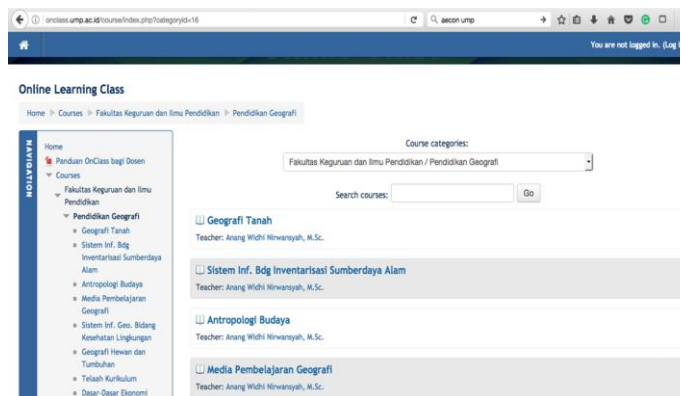 onclass.ump.ac.id/course/index.php?categoryid=16
aecon ump
You are not logged in. (Log
Online Learning Class
Home Courses Fakultas Keguruan dan Ilmu Pendidikan Pendidikan Geografi
NAVIGATION
Home
Panduan OnClass bagi Dosen
Courses
Fakultas Keguruan dan Ilmu
Pendidikan
Pendidikan Geografi
Geografi Tanah
Sistem Inf. Bdg
Inventarisasi Sumberdaya
Alam
Antropologi Budaya
Media Pembelajaran
Geografi
Sistem Inf. Geo. Bidang
Kesehatan Lingkungan
Geografi Hewan dan
Tumbuhan
Telaah Kurikulum
Dasar-Dasar Ekonomi
Course categories:
Fakultas Keguruan dan Ilmu Pendidikan / Pendidikan Geografi
Search courses:
Go
Geografi Tanah
Teacher: Anang Widhi Nirwansyah, M.Sc.
Sistem Inf. Bdg Inventarisasi Sumberdaya Alam
Teacher: Anang Widhi Nirwansyah, M.Sc.
Antropologi Budaya
Teacher: Anang Widhi Nirwansyah, M.Sc.
Media Pembelajaran Geografi
Teacher: Anang Widhi Nirwansyah, M.Sc.